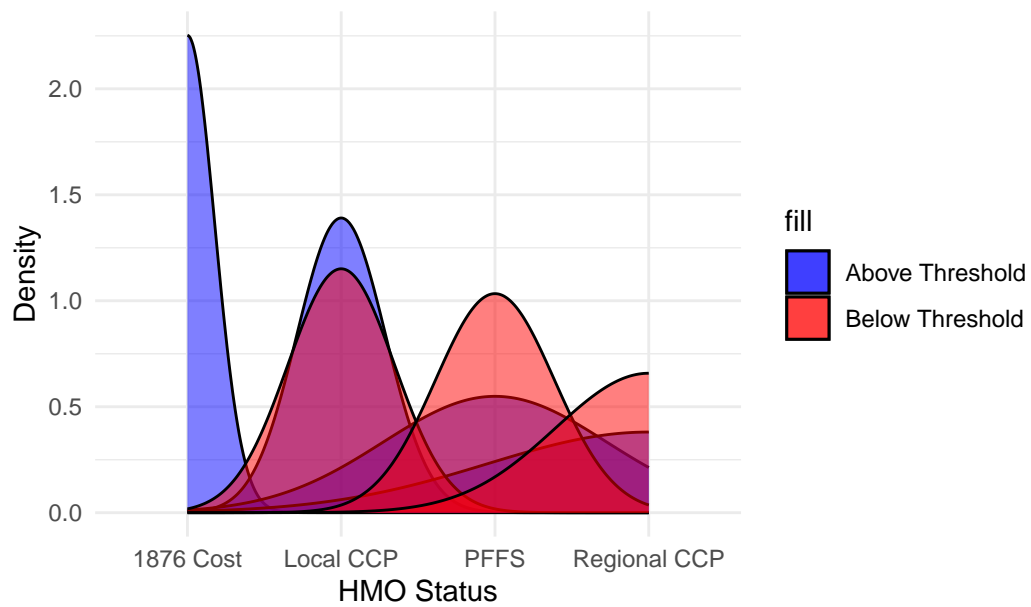 2.0
1.5
1.0
0.5
0.0
Density
1876 Cost
Local CCP
PFFS
Regional CCP
HMO Status
fill
Above Threshold
Below Threshold